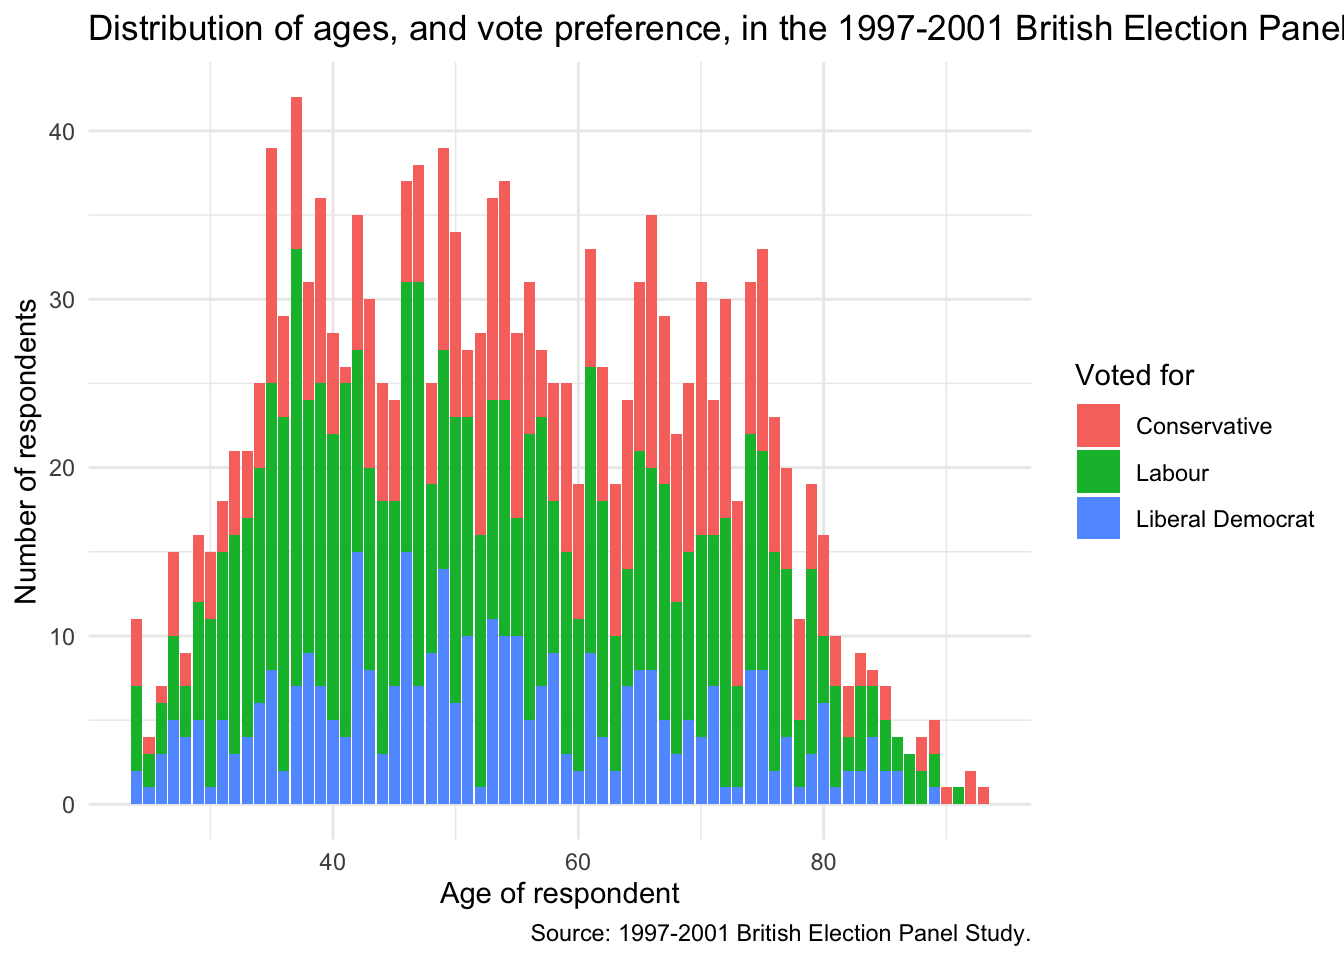 Distribution of ages, and vote preference, in the 1997-2001 British Election Panel
40
30
20
10
0
Number of respondents
40 60 80
Age of respondent
Voted for
Conservative
Labour
Liberal Democrat
Source: 1997-2001 British Election Panel Study.